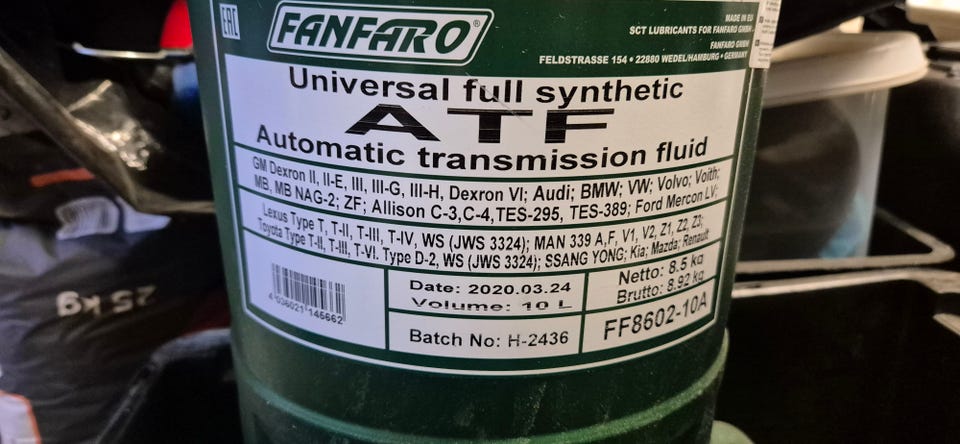 EAC
FANFARO®
MADE IN EU
SCT LUBRICANTS FOR FANFARO GMBH
FANFARO GMBH
FELDSTRASSE 154 • 22880 WEDEL/HAMBURG • GERMANY
Universal full synthetic
ATF
Automatic transmission fluid
GM Dexron II, II-E, III, III-G, III-H, Dexron VI; Audi; BMW; VW; Volvo; Voith;
MB, MB NAG-2; ZF; Allison C-3,C-4,TES-295, TES-389; Ford Mercon LV;
Lexus Type T, T-II, T-III, T-IV, WS (JWS 3324); MAN 339 A,F, V1, V2, Z1, Z2, Z3;
Toyota Type T-II, T-III, T-VI. Type D-2, WS (JWS 3324); SSANG YONG; Kia; Mazda; Renault
4 036021 146662
Date: 2020.03.24
Volume: 10 L
Batch No: H-2436
Netto: 8.5 kg
Brutto: 8.92 kg
FF8602-10A
25 kg